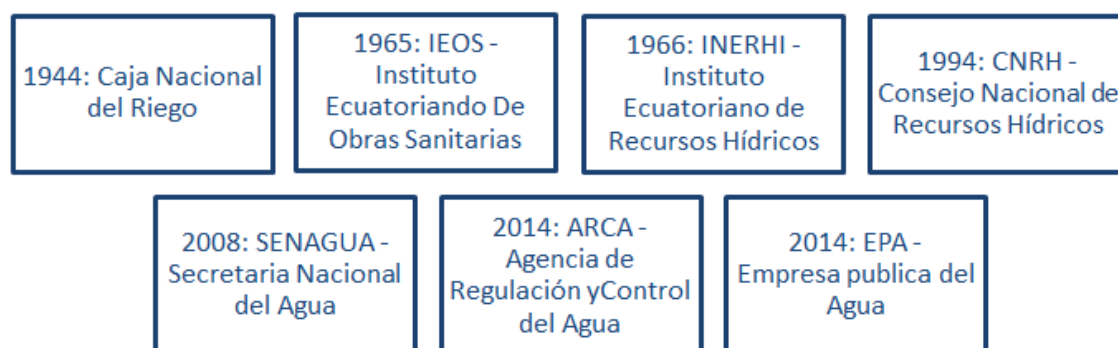 1944: Caja Nacional
del Riego
1965: IEOS -
Instituto
Ecuatoriando De
Obras Sanitarias
1966: INERHI -
Instituto
Ecuatoriano de
Recursos Hídricos
1994: CNRH -
Consejo Nacional de
Recursos Hídricos
2008: SENAGUA -
Secretaria Nacional
del Agua
2014: ARCA -
Agencia de
Regulación yControl
del Agua
2014: EPA -
Empresa publica del
Agua